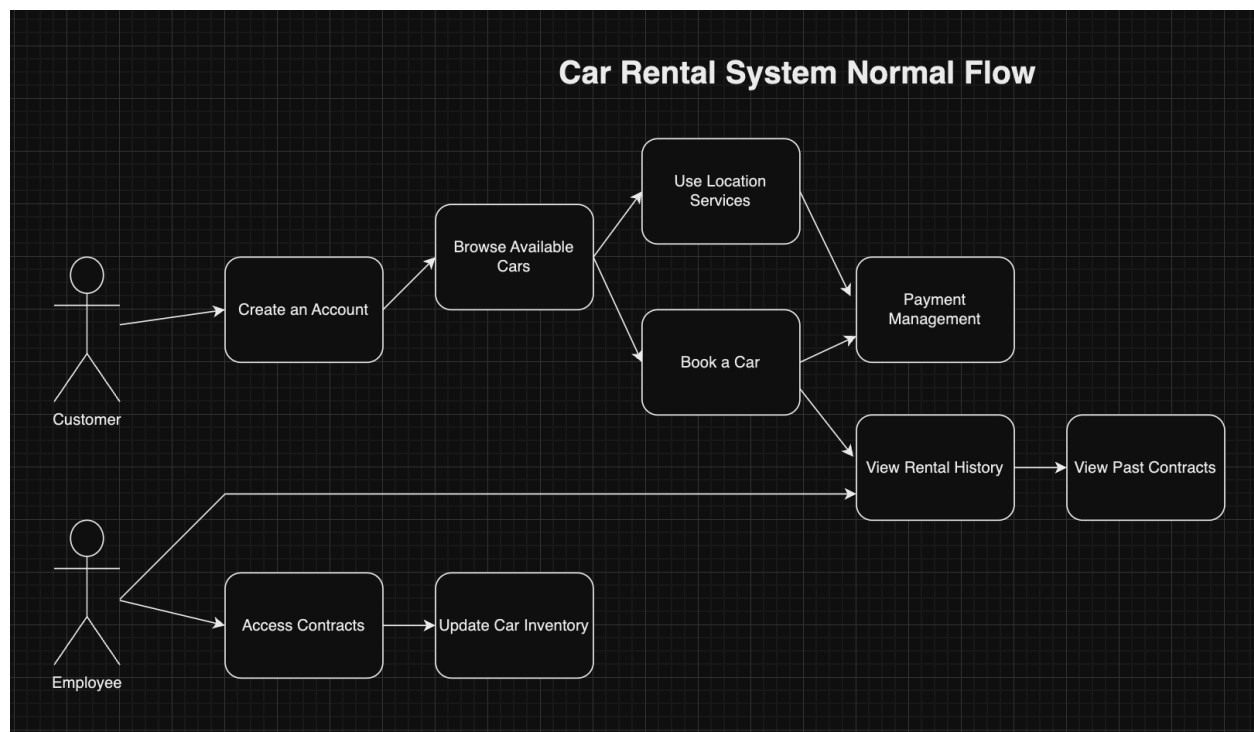 Car Rental System Normal Flow
Use Location
Services
Browse Available
Cars
Create an Account
Payment
Management
Book a Car
Customer
View Rental History
View Past Contracts
Access Contracts
Update Car Inventory
Employee